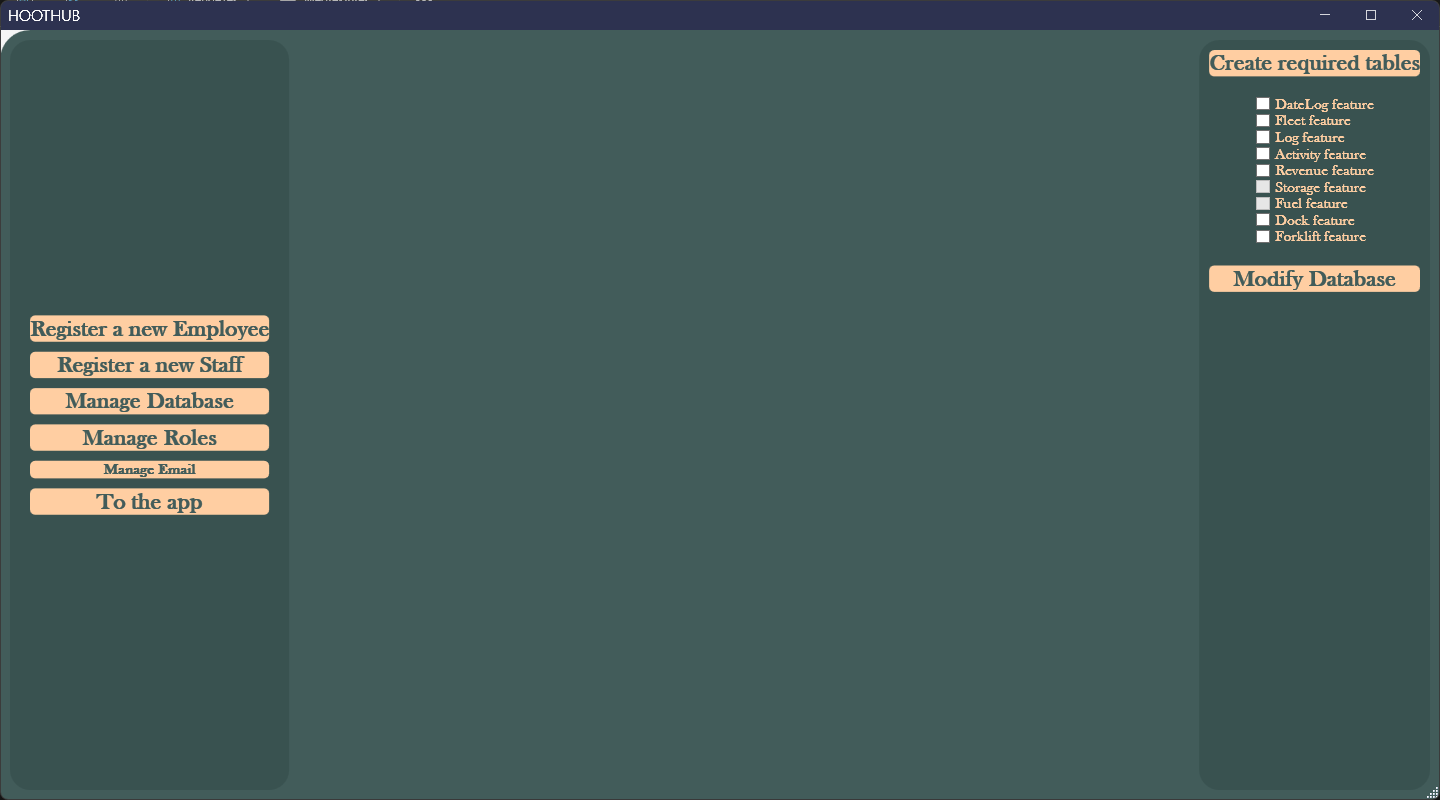 HOOTHUB
Register a new Employee
Register a new Staff
Manage Database
Manage Roles
Manage Email
To the app
Create required tables
DateLog feature
Fleet feature
Log feature
Activity feature
Revenue feature
Storage feature
Fuel feature
Dock feature
Forklift feature
Modify Database